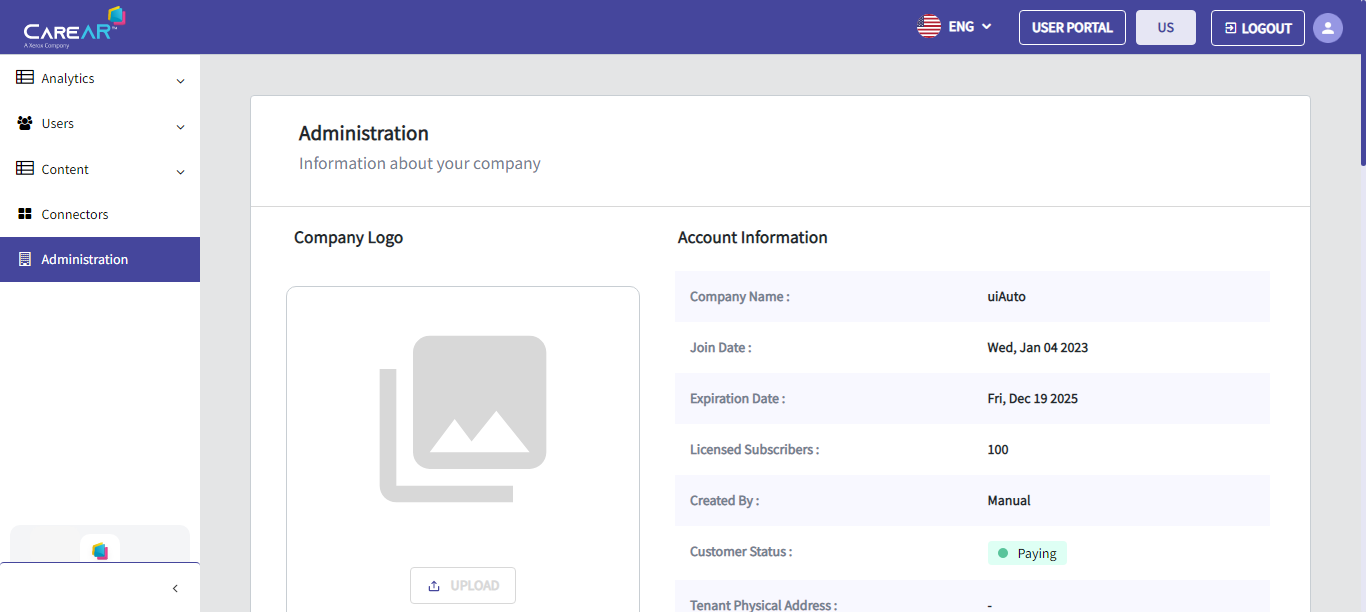 CAREAR™
A Xerox Company
ENG
USER PORTAL
US
LOGOUT
Analytics
Users
Content
Connectors
Administration
Administration
Information about your company
Company Logo
UPLOAD
Account Information
Company Name : uiAuto
Join Date : Wed, Jan 04 2023
Expiration Date : Fri, Dec 19 2025
Licensed Subscribers : 100
Created By : Manual
Customer Status : Paying
Tenant Physical Address : -